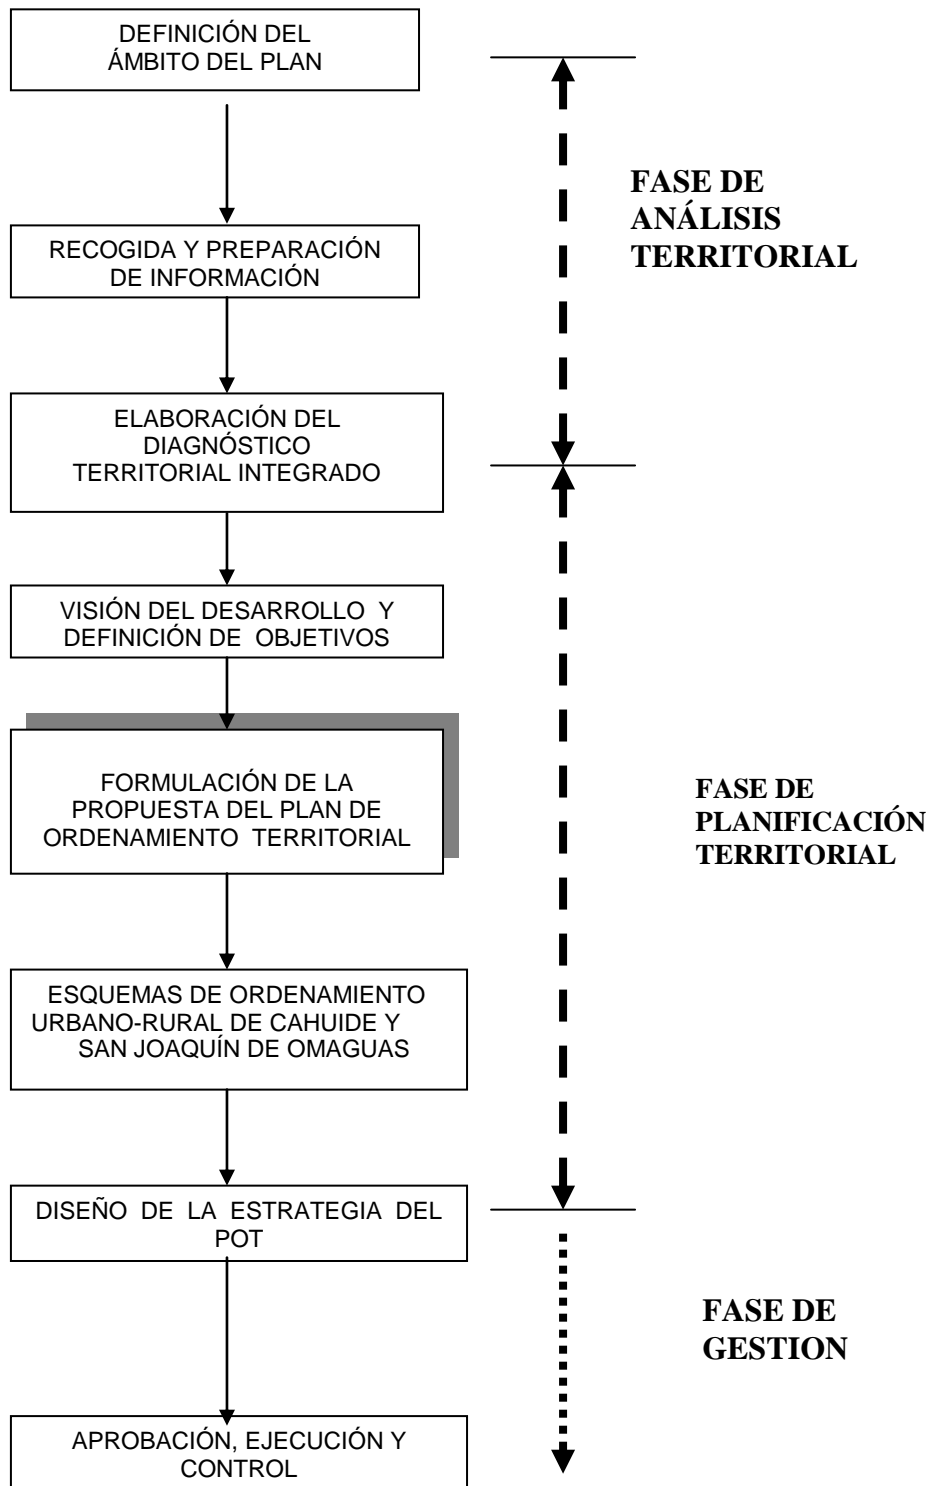 DEFINICIÓN DEL
ÁMBITO DEL PLAN
RECOGIDA Y PREPARACIÓN
DE INFORMACIÓN
ELABORACIÓN DEL
DIAGNÓSTICO
TERRITORIAL INTEGRADO
FASE DE
ANÁLISIS
TERRITORIAL
VISIÓN DEL DESARROLLO Y
DEFINICIÓN DE OBJETIVOS
FORMULACIÓN DE LA
PROPUESTA DEL PLAN DE
ORDENAMIENTO TERRITORIAL
ESQUEMAS DE ORDENAMIENTO
URBANO-RURAL DE CAHUIDE Y
SAN JOAQUÍN DE OMAGUAS
FASE DE
PLANIFICACIÓN
TERRITORIAL
DISEÑO DE LA ESTRATEGIA DEL
POT
APROBACIÓN, EJECUCIÓN Y
CONTROL
FASE DE
GESTION